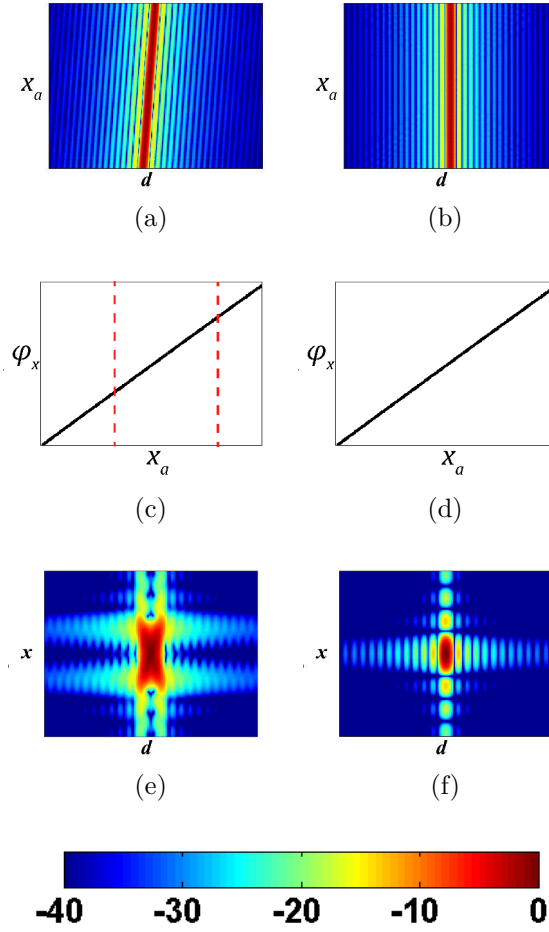 x_a
x_a
d
d
(a)
(b)
φ_x
φ_x
x_a
x_a
(c)
(d)
x
x
d
d
(e)
(f)
-40 -30 -20 -10 0